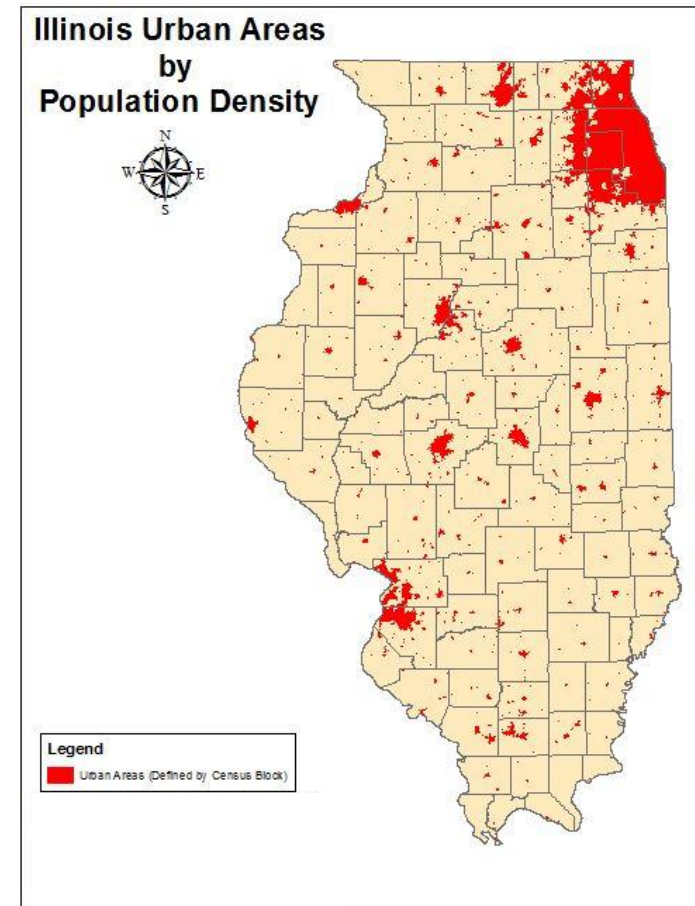 Illinois Urban Areas
by
Population Density
N
W E
S
Legend
Urban Areas (Defined by Census Block)